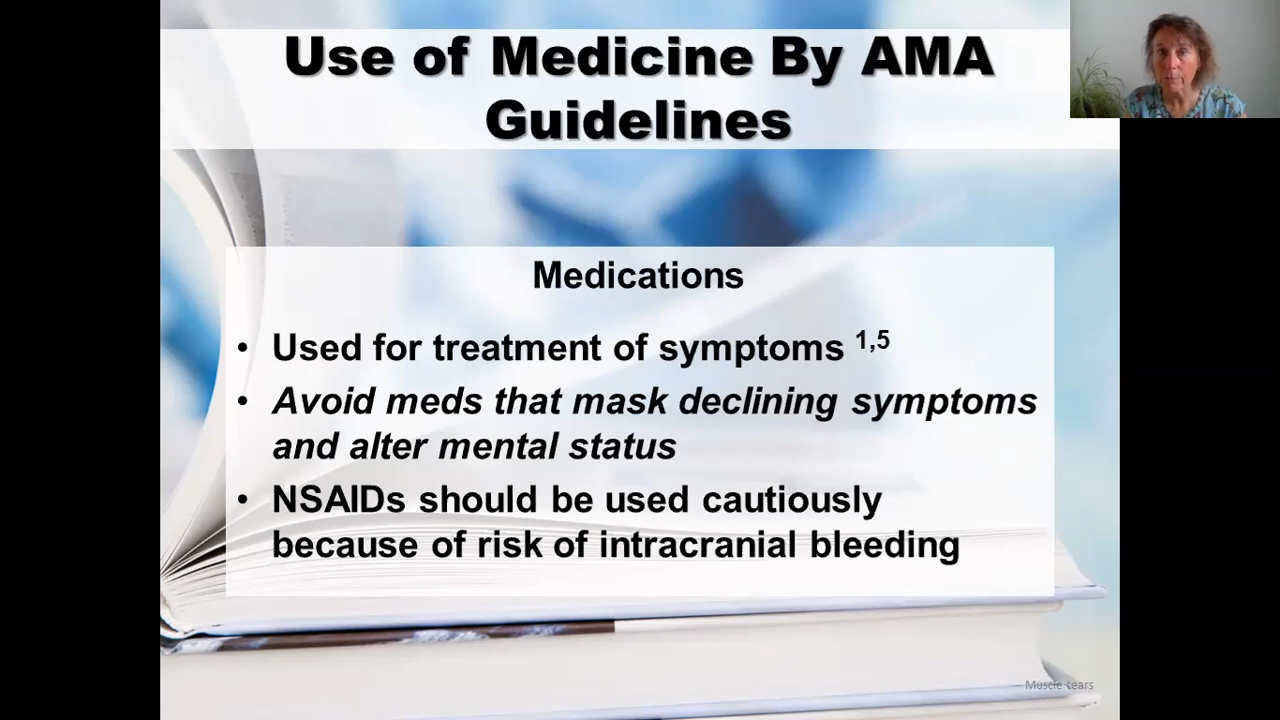 Use of Medicine By AMA
Guidelines
Medications
• Used for treatment of symptoms 1,5
• Avoid meds that mask declining symptoms
and alter mental status
• NSAIDs should be used cautiously
because of risk of intracranial bleeding
Muscle tears